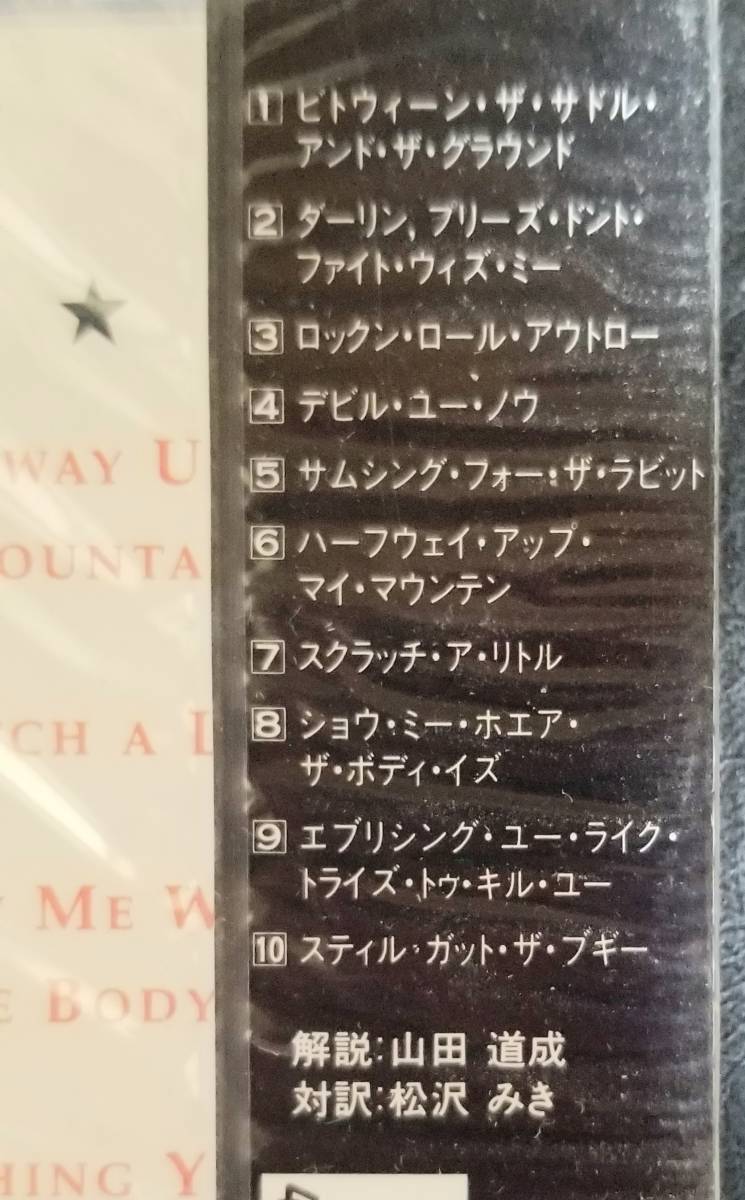 1 ビトウィーン・ザ・サドル・
アンド・ザ・グラウンド
2 ダーリン, プリーズ・ドント・
ファイト・ウィズ・ミー
3 ロックン・ロール・アウトロー
4 デビル・ユー・ノウ
5 サムシング・フォー・ザ・ラビット
6 ハーフウェイ・アップ・
マイ・マウンテン
7 スクラッチ・ア・リトル
8 ショウ・ミー・ホエア・
ザ・ボディ・イズ
9 エブリシング・ユー・ライク・
トライズ・トゥ・キル・ユー
10 スティル・ガット・ザ・ブギー
解説:山田 道成
対訳:松沢 みき
WAY U
OUNTA
CH A L
ME W
E BODY
HING Y